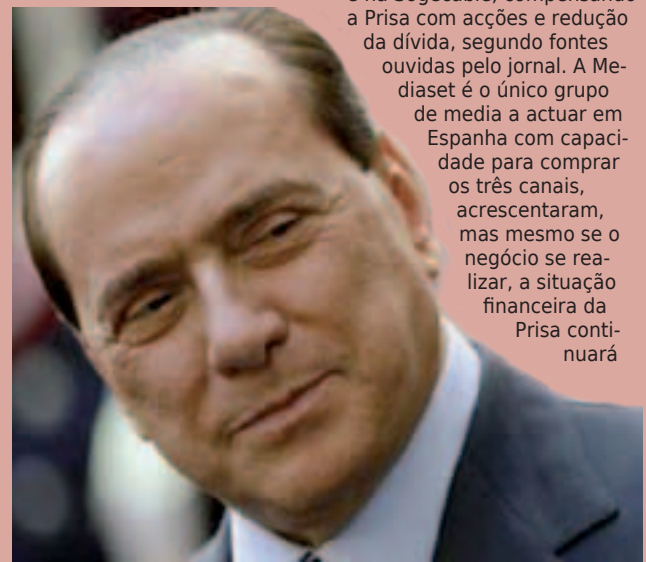 a Prisa com acções e redução
da dívida, segundo fontes
ouvidas pelo jornal. A Me-
diaset é o único grupo
de media a actuar em
Espanha com capaci-
dade para comprar
os três canais,
acrescentaram,
mas mesmo se o
negócio se rea-
lizar, a situação
financeira da
Prisa conti-
nuará